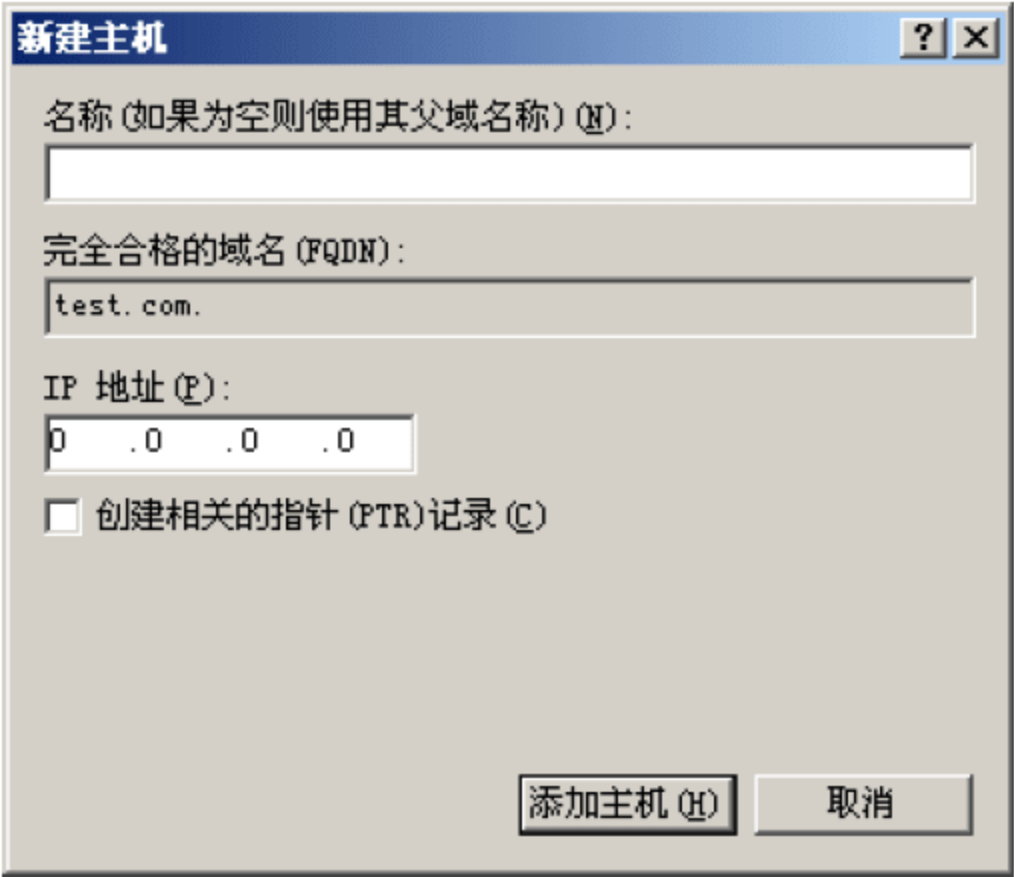 新建主机
名称(如果为空则使用其父域名称)(N):
完全合格的域名(FQDN):
test.com.
IP 地址(P):
0 .0 .0 .0
创建相关的指针(PTR)记录(C)
添加主机(H) 取消